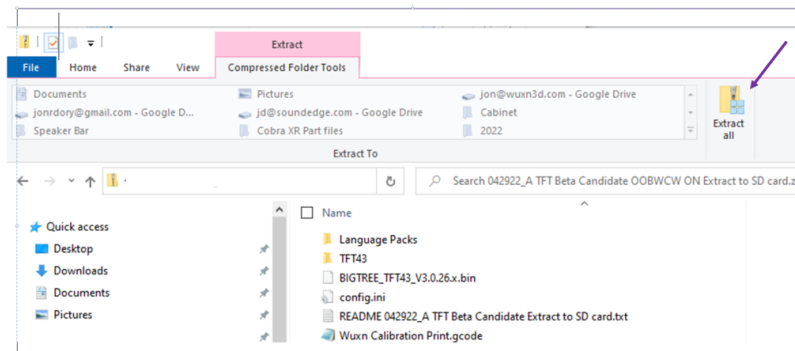 Extract
File Home Share View Compressed Folder Tools
Documents Pictures jon@wuxn3d.com - Google Drive
jonrdory@gmail.com - Google D... jd@soundedge.com - Google Drive Cabinet
Speaker Bar Cobra XR Part files 2022
Extract all
Extract To
Search 042922_A TFT Beta Candidate OOBWCW ON Extract to SD card.z
Name
Quick access
Desktop
Downloads
Documents
Pictures
Language Packs
TFT43
BIGTREE_TFT43_V3.0.26.x.bin
config.ini
README 042922_A TFT Beta Candidate Extract to SD card.txt
Wuxn Calibration Print.gcode